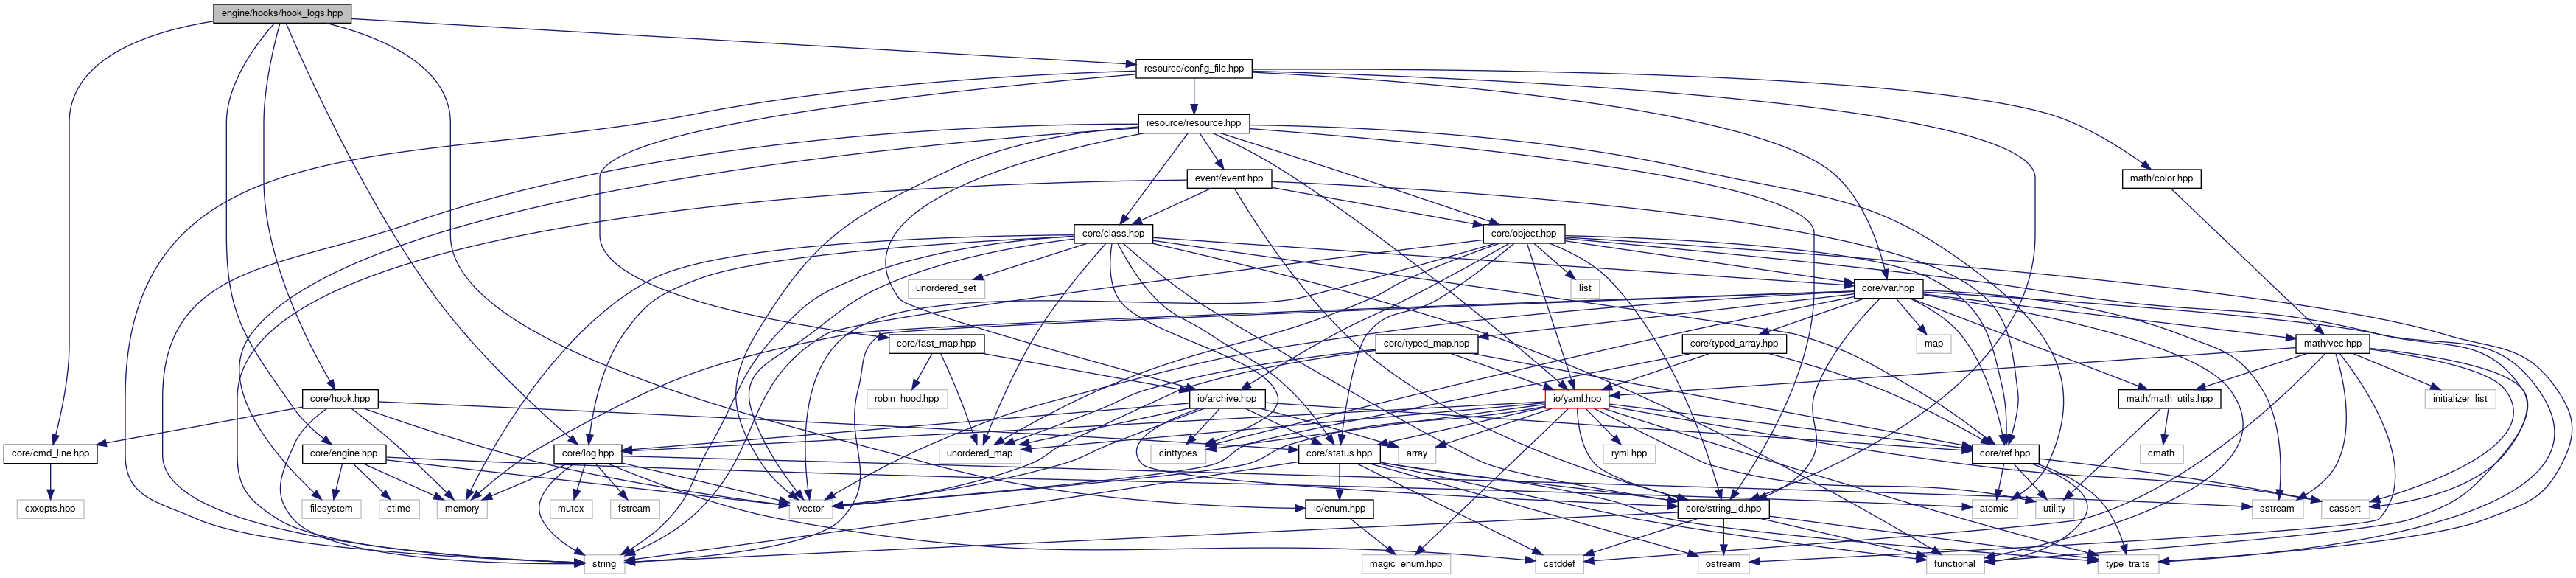 engine/hooks/hook_logs.hpp
resource/config_file.hpp
resource/resource.hpp
event/event.hpp
math/color.hpp
core/class.hpp
core/object.hpp
unordered_set
list
core/var.hpp
core/fast_map.hpp
core/typed_map.hpp
core/typed_array.hpp
map
math/vec.hpp
core/hook.hpp
robin_hood.hpp
io/archive.hpp
io/yaml.hpp
math/math_utils.hpp
initializer_list
core/cmd_line.hpp
core/engine.hpp
core/log.hpp
unordered_map
cinttypes
core/status.hpp
array
ryml.hpp
core/ref.hpp
cmath
cxxopts.hpp
filesystem
ctime
memory
mutex
fstream
vector
io/enum.hpp
core/string_id.hpp
atomic
utility
sstream
cassert
string
magic_enum.hpp
cstddef
ostream
functional
type_traits